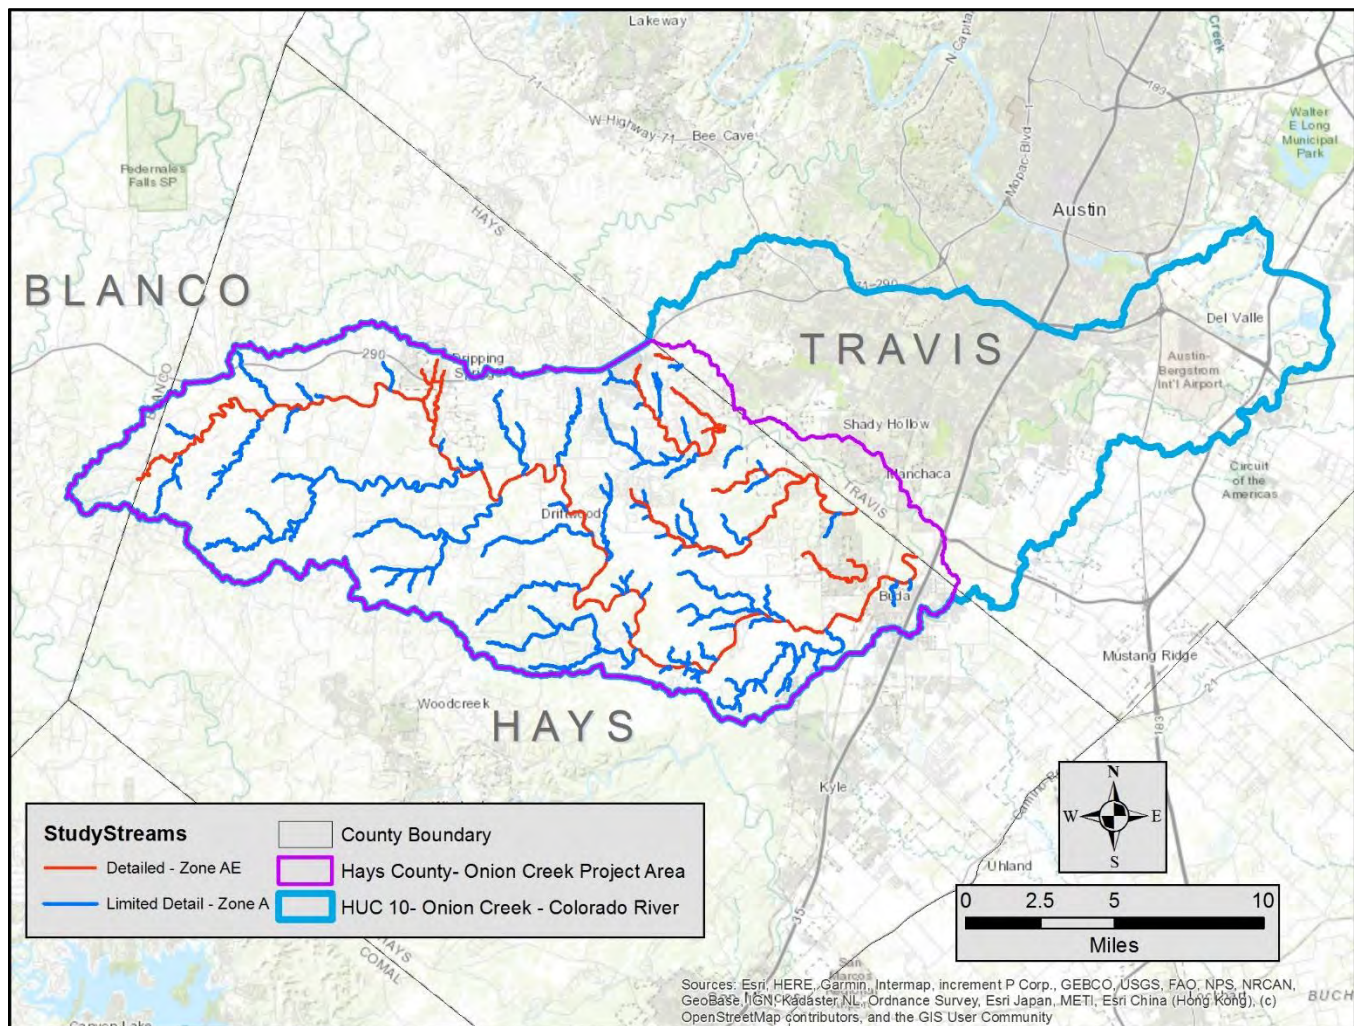 Lakeway
Creek
N-Capital
183
71
W-Highway-71
Bee Cave
Walter
E Long
Municipal
Park
Pedernales
Falls SP
Mopac-Blvd
1
Austin
HAYS
BLANCO
71-290
Del Valle
TRAVIS
290
Dripping
Springs
Austin-
Bergstrom
Int'l Airport
BLANCO
Shady Hollow
Manchaca
Circuit
of the
Americas
TRAVIS
Driftwood
Buda
Mustang Ridge
21
Woodcreek
HAYS
183
Kyle
N
W
E
S
Uhland
StudyStreams
Detailed - Zone AE
Limited Detail - Zone A
County Boundary
Hays County- Onion Creek Project Area
HUC 10- Onion Creek - Colorado River
0 2.5 5 10
Miles
35
HAYS
COMAL
San
Marcos
Canyon Lake
Lockhart
BUCH
Sources: Esri, HERE, Garmin, Intermap, increment P Corp., GEBCO, USGS, FAO, NPS, NRCAN,
GeoBase, IGN, Kadaster NL, Ordnance Survey, Esri Japan, METI, Esri China (Hong Kong), (c)
OpenStreetMap contributors, and the GIS User Community